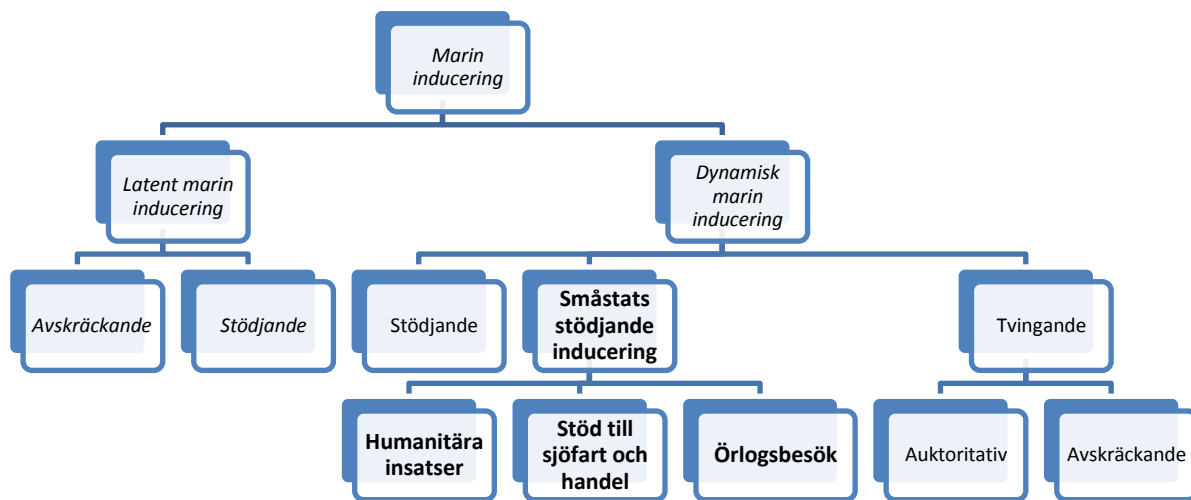 Marin
inducering
Latent marin
inducering
Dynamisk
marin
inducering
Avskräckande
Stödjande
Stödjande
Småstats
stödjande
inducering
Tvingande
Humanitära
insatser
Stöd till
sjöfart och
handel
Örlogsbesök
Auktoritativ
Avskräckande